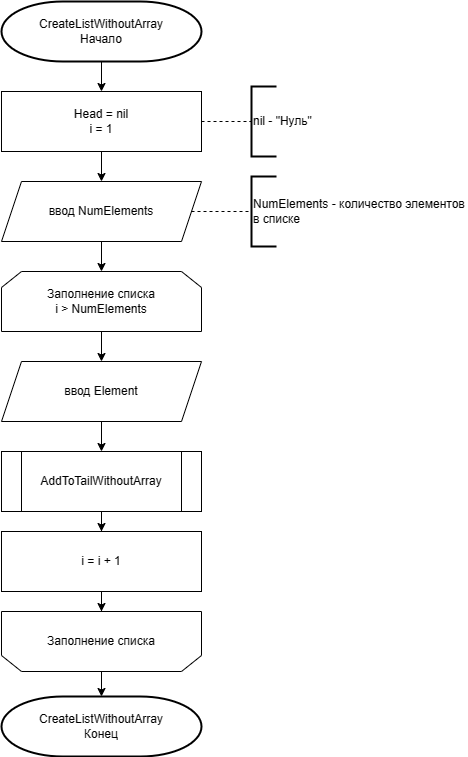 CreateListWithoutArray
Начало
Head = nil
i = 1
nil - "Нуль"
ввод NumElements
NumElements - количество элементов
в списке
Заполнение списка
i > NumElements
ввод Element
AddToTailWithoutArray
i = i + 1
Заполнение списка
CreateListWithoutArray
Конец